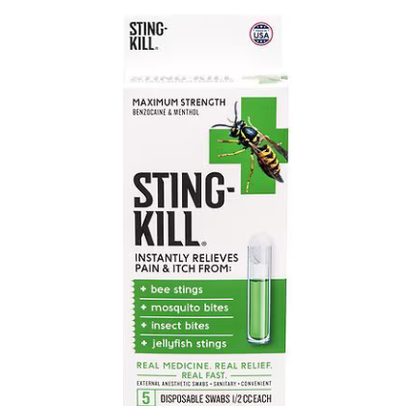 STING-
KILL®
USA
STING-KILL
MAXIMUM STRENGTH
BENZOCAINE & MENTHOL
STING-
KILL®
INSTANTLY RELIEVES
PAIN & ITCH FROM:
+ bee stings
+ mosquito bites
+ insect bites
+ jellyfish stings
REAL MEDICINE. REAL RELIEF.
REAL FAST.
EXTERNAL ANESTHETIC SWABS • SANITARY • CONVENIENT
5 DISPOSABLE SWABS 1/2 CC EACH